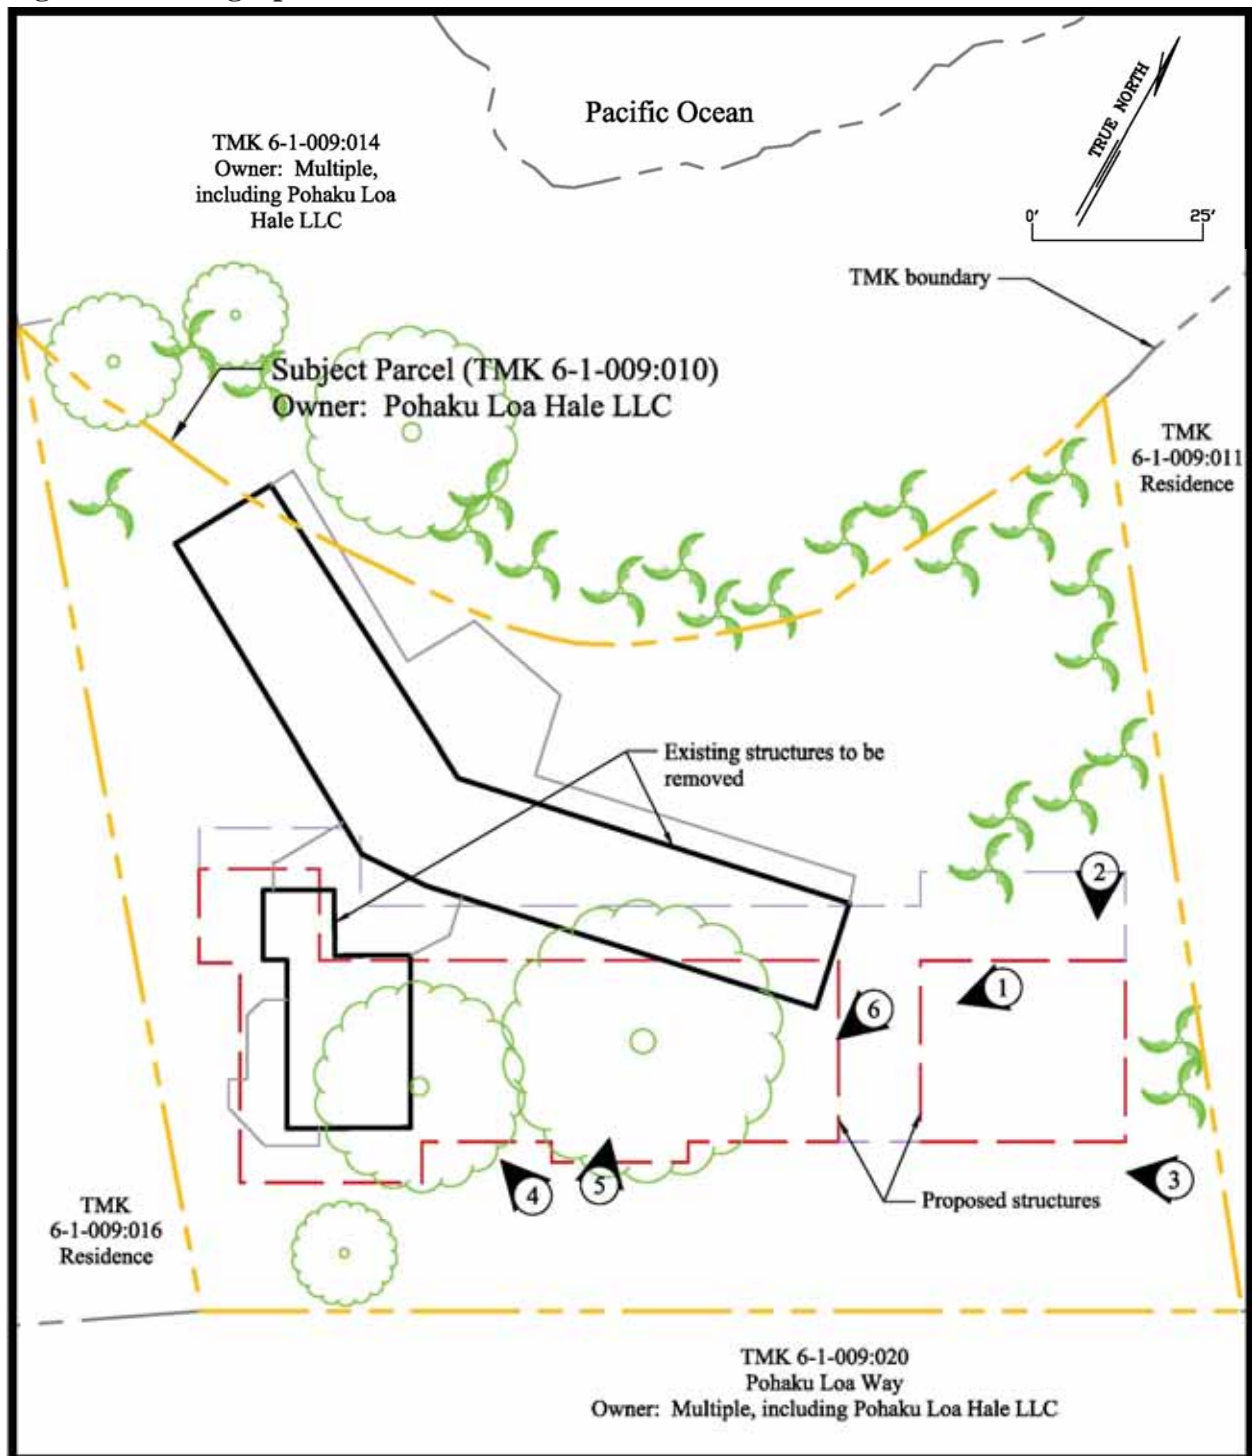 Pacific Ocean
TRUE NORTH
0'
25'
TMK 6-1-009:014
Owner: Multiple,
including Pohaku Loa
Hale LLC
TMK boundary
Subject Parcel (TMK 6-1-009:010)
Owner: Pohaku Loa Hale LLC
TMK
6-1-009:011
Residence
Existing structures to be
removed
2
1
6
3
4
5
Proposed structures
TMK
6-1-009:016
Residence
TMK 6-1-009:020
Pohaku Loa Way
Owner: Multiple, including Pohaku Loa Hale LLC